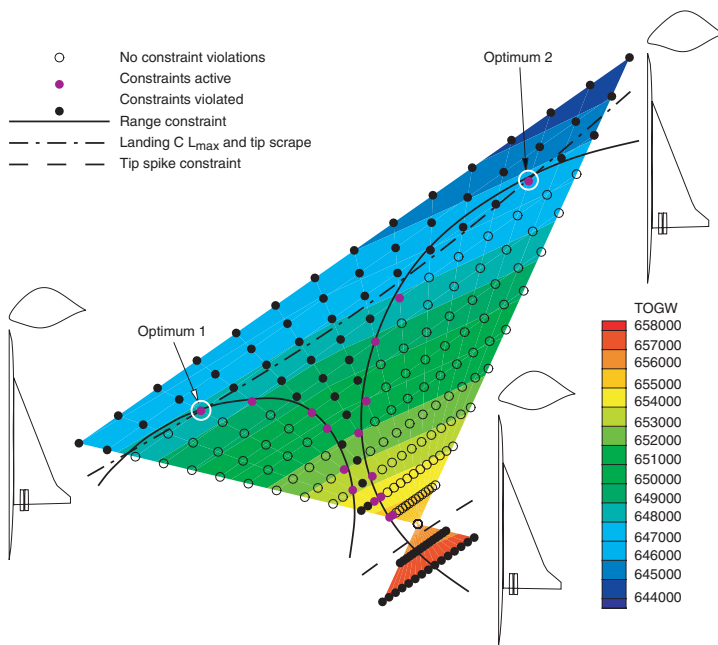 No constraint violations
Constraints active
Constraints violated
Range constraint
Landing C Lmax and tip scrape
Tip spike constraint
Optimum 2
Optimum 1
TOGW
658000
657000
656000
655000
654000
653000
652000
651000
650000
649000
648000
647000
646000
645000
644000